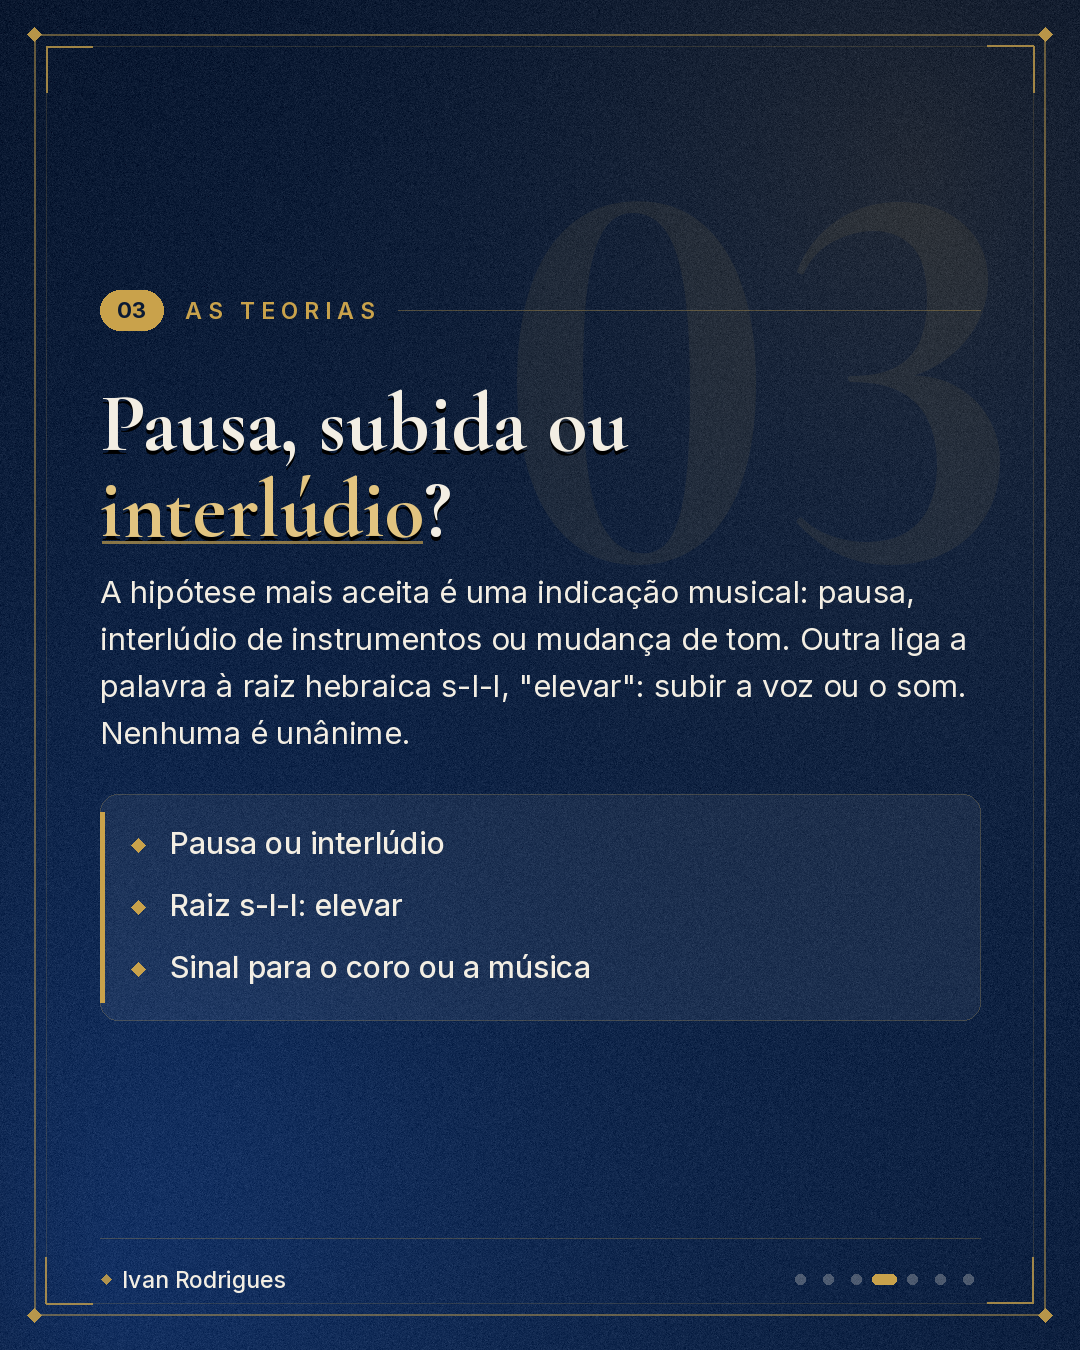 03
03 AS TEORIAS
Pausa, subida ou
interlúdio?
A hipótese mais aceita é uma indicação musical: pausa,
interlúdio de instrumentos ou mudança de tom. Outra liga a
palavra à raiz hebraica s-l-l, "elevar": subir a voz ou o som.
Nenhuma é unânime.
Pausa ou interlúdio
Raiz s-l-l: elevar
Sinal para o coro ou a música
Ivan Rodrigues